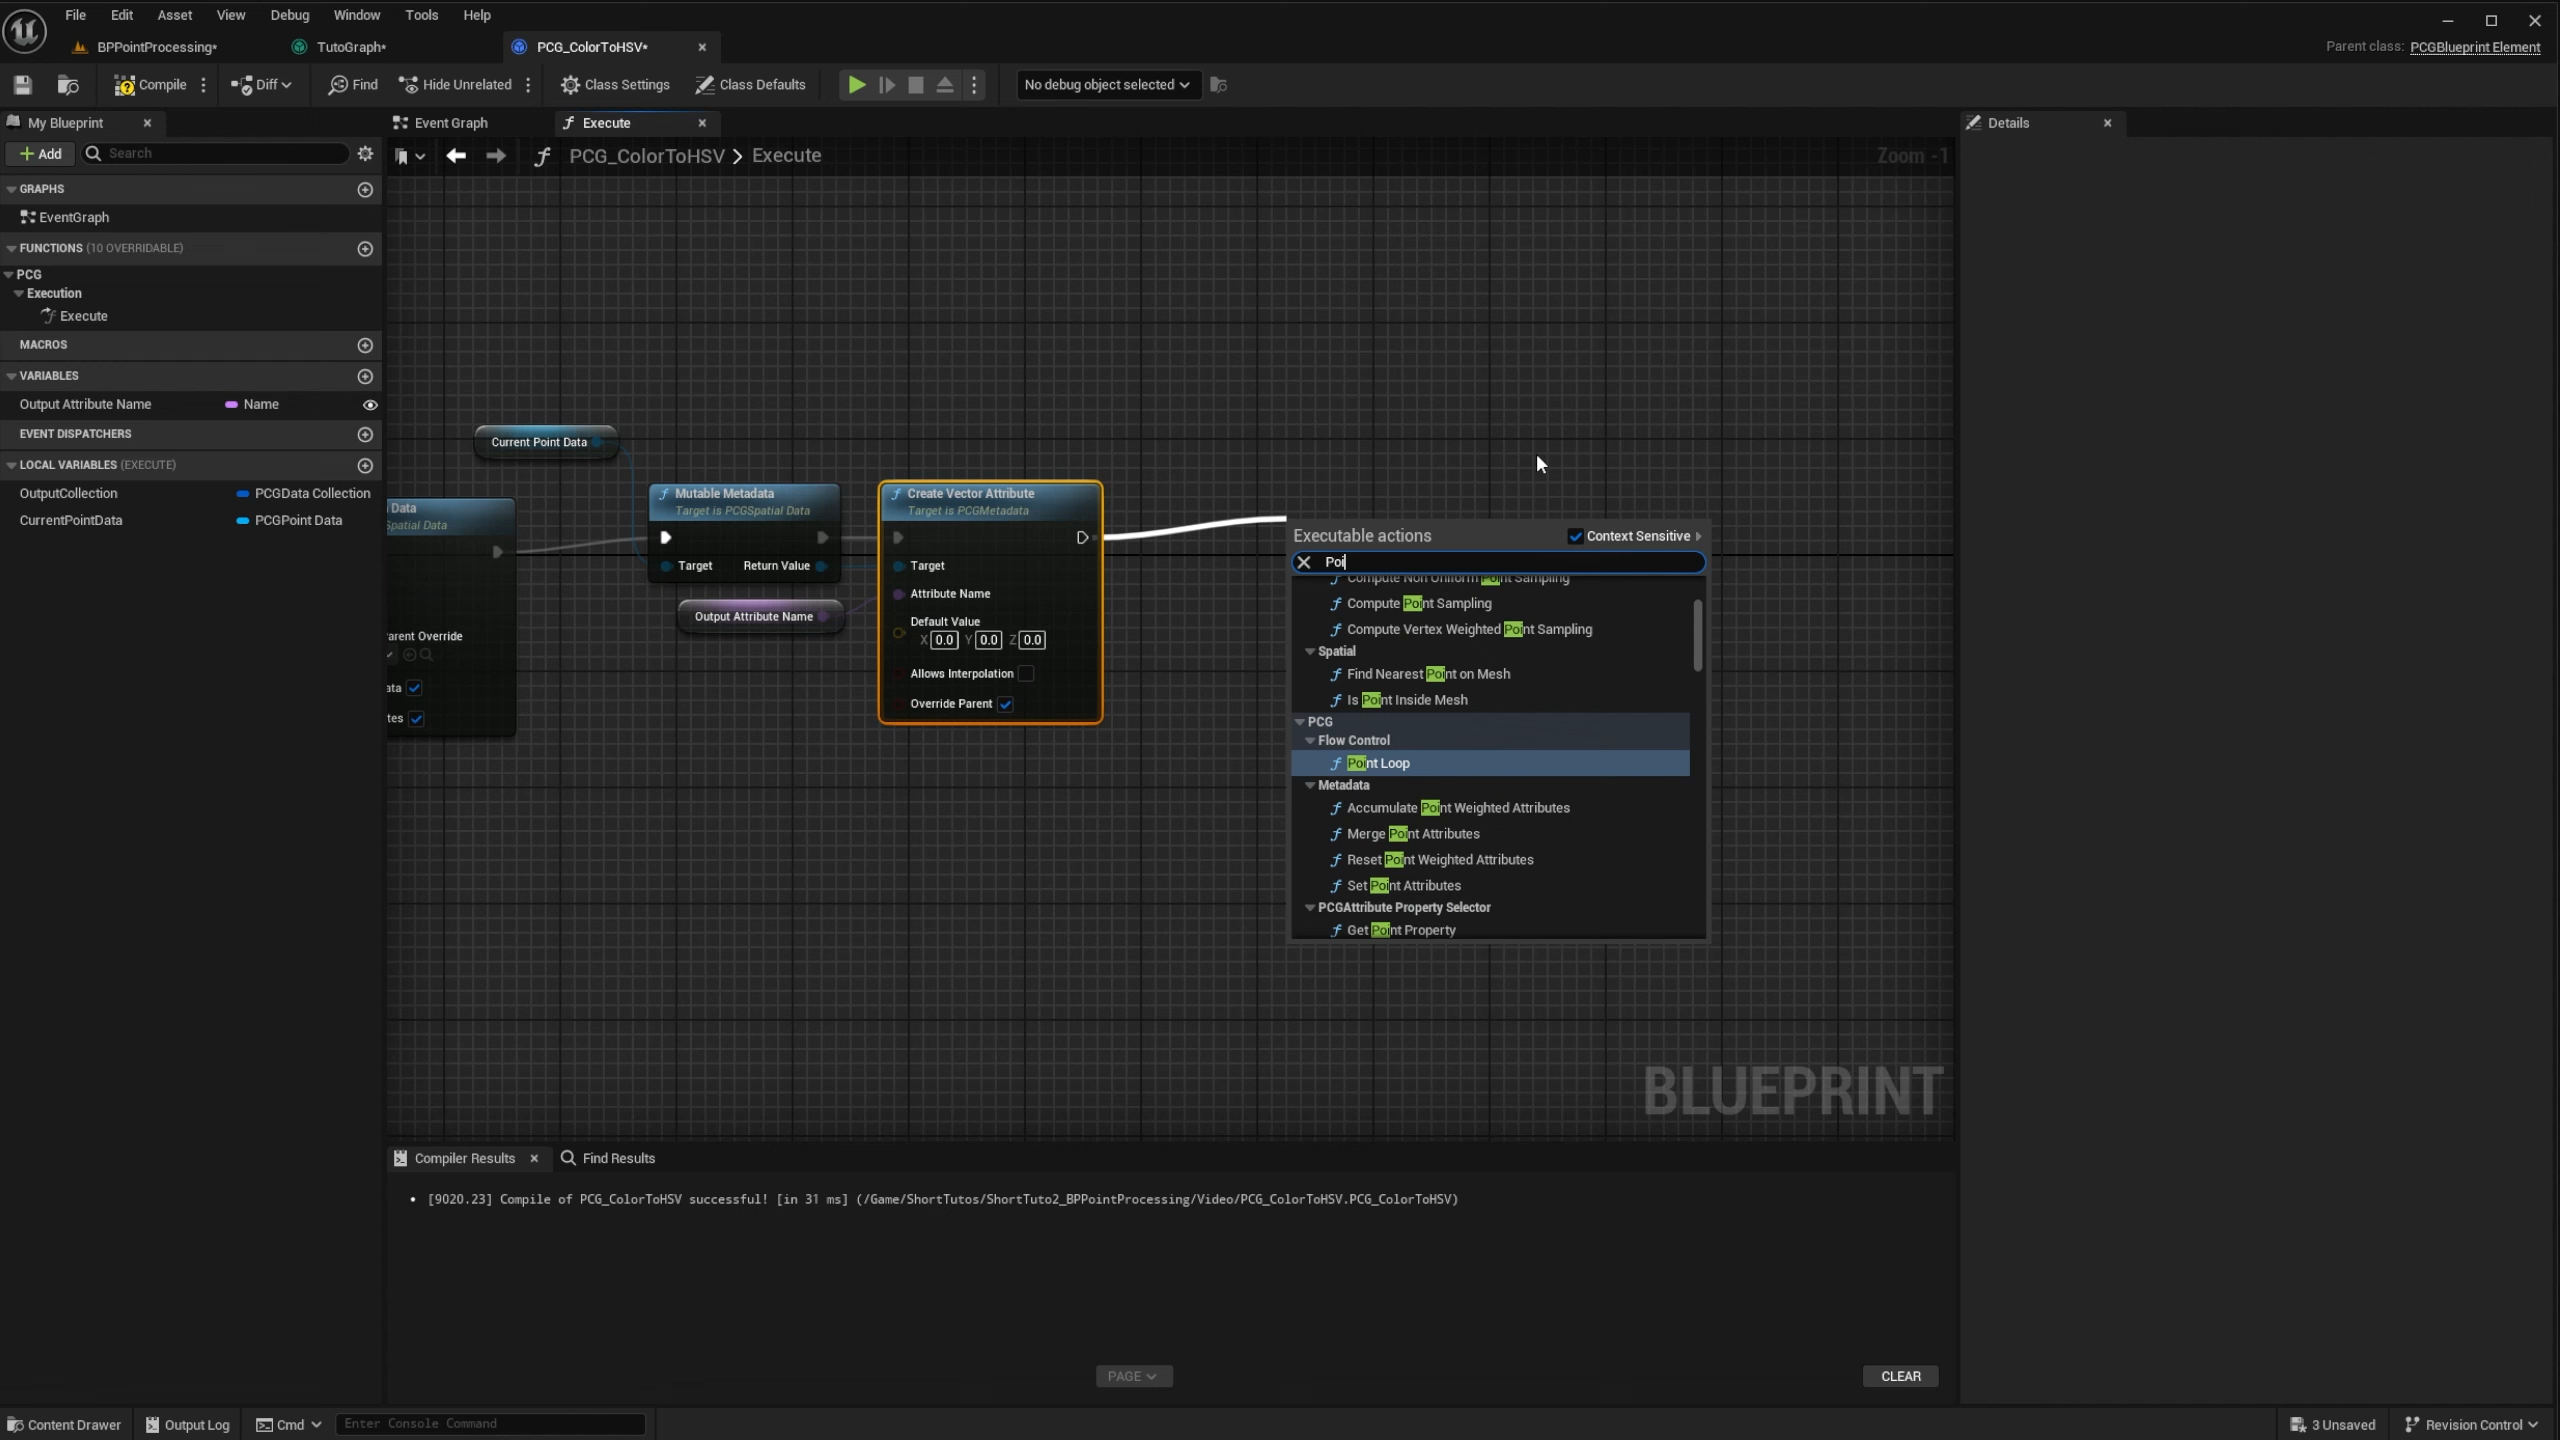 File Edit Asset View Debug Window Tools Help
BPPointProcessing* TutoGraph* PCG_ColorToHSV*
Parent class: PCGBlueprint Element
Compile Diff Find Hide Unrelated Class Settings Class Defaults No debug object selected
My Blueprint
Event Graph Execute
Details
Add Search
PCG_ColorToHSV > Execute
Zoom -1
GRAPHS
EventGraph
FUNCTIONS (10 OVERRIDABLE)
PCG
Execution
Execute
MACROS
VARIABLES
Output Attribute Name Name
EVENT DISPATCHERS
LOCAL VARIABLES (EXECUTE)
OutputCollection PCGData Collection
CurrentPointData PCGPoint Data
Current Point Data
Data
Spatial Data
arent Override
ata
tes
Mutable Metadata
Target is PCGSpatial Data
Target Return Value
Output Attribute Name
Create Vector Attribute
Target is PCGMetadata
Target
Attribute Name
Default Value
X 0.0 Y 0.0 Z 0.0
Allows Interpolation
Override Parent
Executable actions Context Sensitive
Poi
Compute Non Uniform Point Sampling
Compute Point Sampling
Compute Vertex Weighted Point Sampling
Spatial
Find Nearest Point on Mesh
Is Point Inside Mesh
PCG
Flow Control
Point Loop
Metadata
Accumulate Point Weighted Attributes
Merge Point Attributes
Reset Point Weighted Attributes
Set Point Attributes
PCGAttribute Property Selector
Get Point Property
BLUEPRINT
Compiler Results Find Results
• [9020.23] Compile of PCG_ColorToHSV successful! [in 31 ms] (/Game/ShortTutos/ShortTuto2_BPPointProcessing/Video/PCG_ColorToHSV.PCG_ColorToHSV)
PAGE
CLEAR
Content Drawer Output Log Cmd Enter Console Command
3 Unsaved Revision Control